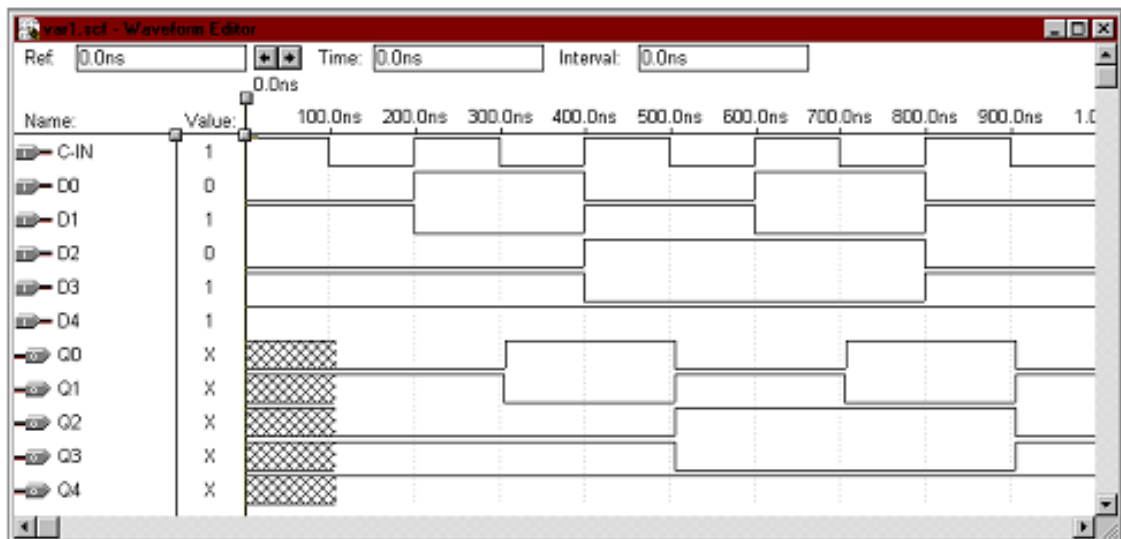 var1.scf - Waveform Editor
Ref: 0.0ns Time: 0.0ns Interval: 0.0ns
0.0ns
Name: Value: 100.0ns 200.0ns 300.0ns 400.0ns 500.0ns 600.0ns 700.0ns 800.0ns 900.0ns 1.0
C-IN 1
D0 0
D1 1
D2 0
D3 1
D4 1
Q0 X
Q1 X
Q2 X
Q3 X
Q4 X